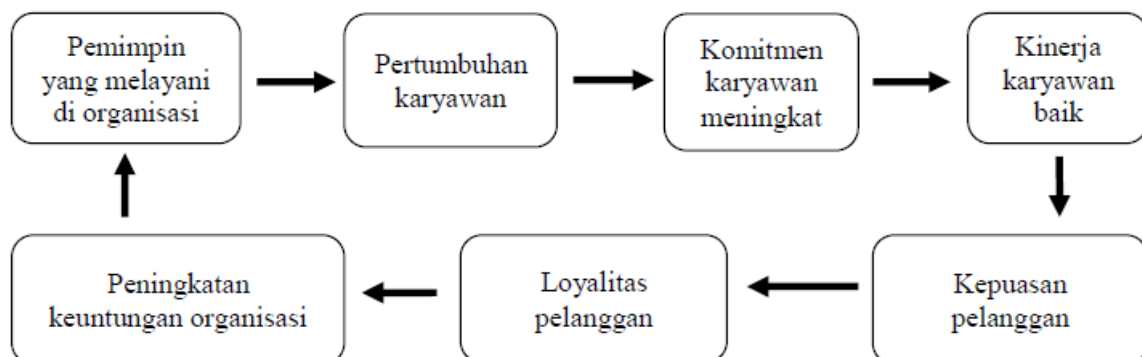 Pemimpin
yang melayani
di organisasi
Pertumbuhan
karyawan
Komitmen
karyawan
meningkat
Kinerja
karyawan
baik
Kepuasan
pelanggan
Loyalitas
pelanggan
Peningkatan
keuntungan organisasi